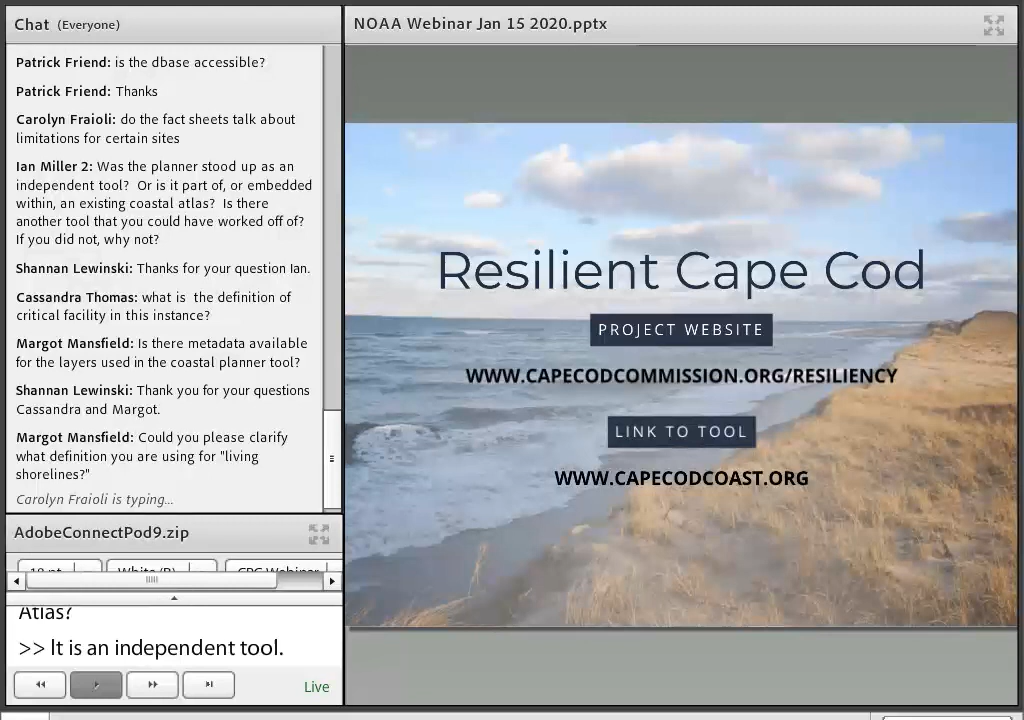 Chat (Everyone)
Patrick Friend: is the dbase accessible?
Patrick Friend: Thanks
Carolyn Fraioli: do the fact sheets talk about
limitations for certain sites
Ian Miller 2: Was the planner stood up as an
independent tool?  Or is it part of, or embedded
within, an existing coastal atlas?  Is there
another tool that you could have worked off of?
If you did not, why not?
Shannan Lewinski: Thanks for your question Ian.
Cassandra Thomas: what is  the definition of
critical facility in this instance?
Margot Mansfield: Is there metadata available
for the layers used in the coastal planner tool?
Shannan Lewinski: Thank you for your questions
Cassandra and Margot.
Margot Mansfield: Could you please clarify
what definition you are using for "living
shorelines?"
Carolyn Fraioli is typing...
AdobeConnectPod9.zip
18 pt
White (B)
CPC Webinar
Atlas?
>> It is an independent tool.
Live
NOAA Webinar Jan 15 2020.pptx
Resilient Cape Cod
PROJECT WEBSITE
WWW.CAPECODCOMMISSION.ORG/RESILIENCY
LINK TO TOOL
WWW.CAPECODCOAST.ORG